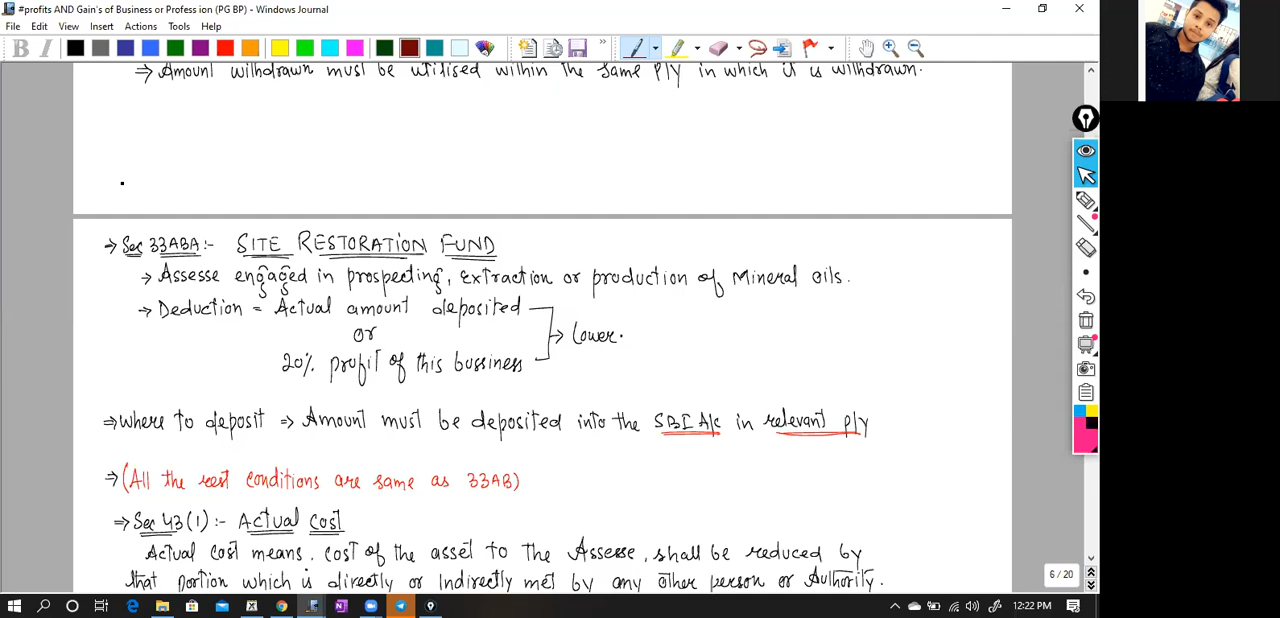 #profits AND Gain's of Business or Profess ion (PG BP) - Windows Journal
File Edit View Insert Actions Tools Help
B I
⇒ Amount withdrawn must be utilised within the same P/y in which it is withdrawn.
→ Sec 33ABA:- SITE RESTORATION FUND
→ Assesse engaged in prospecting, extraction or production of Mineral oils.
→ Deduction = Actual amount deposited
or
→ lower.
20% profit of this bussiness
⇒ Where to deposit ⇒ Amount must be deposited into the SBI A/c in relevant P/y
⇒ (All the rest conditions are same as 33AB)
⇒ Sec 43(1) :- Actual Cost
Actual cost means, cost of the asset to the Assesse, shall be reduced by
that portion which is directly or Indirectly met by any other person or Authority.
6 / 20
12:22 PM